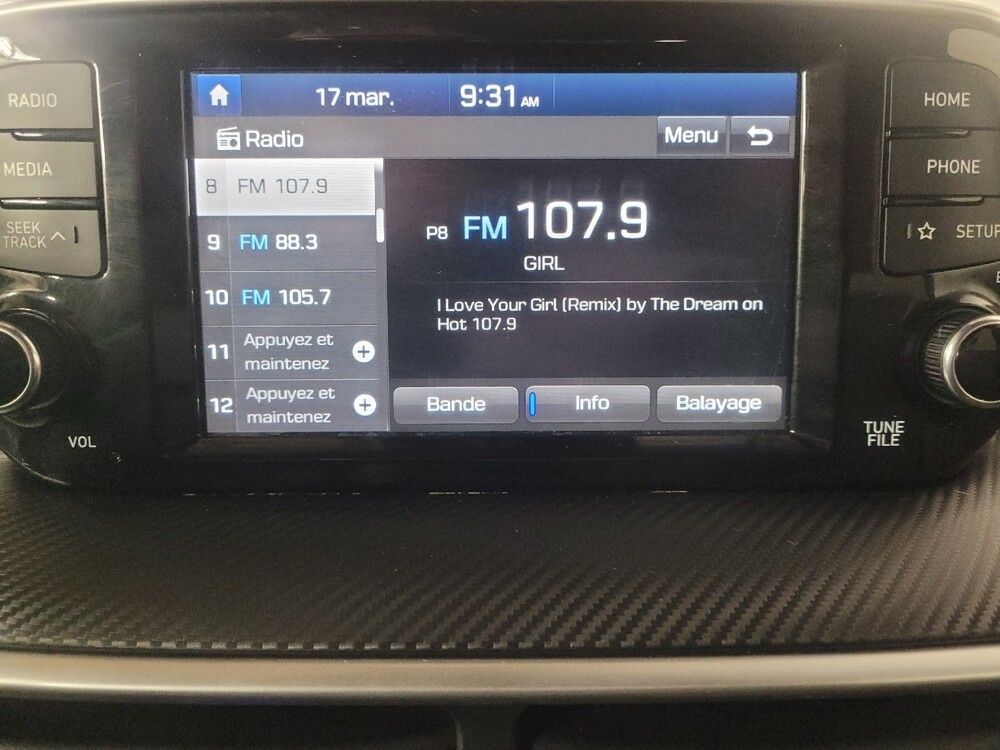 RADIO
MEDIA
SEEK
TRACK
VOL
17 mar. 9:31 AM
Radio Menu
8 FM 107.9
9 FM 88.3
10 FM 105.7
11 Appuyez et
maintenez
12 Appuyez et
maintenez
P8 FM 107.9
GIRL
I Love Your Girl (Remix) by The Dream on
Hot 107.9
Bande Info Balayage
HOME
PHONE
SETUP
TUNE
FILE